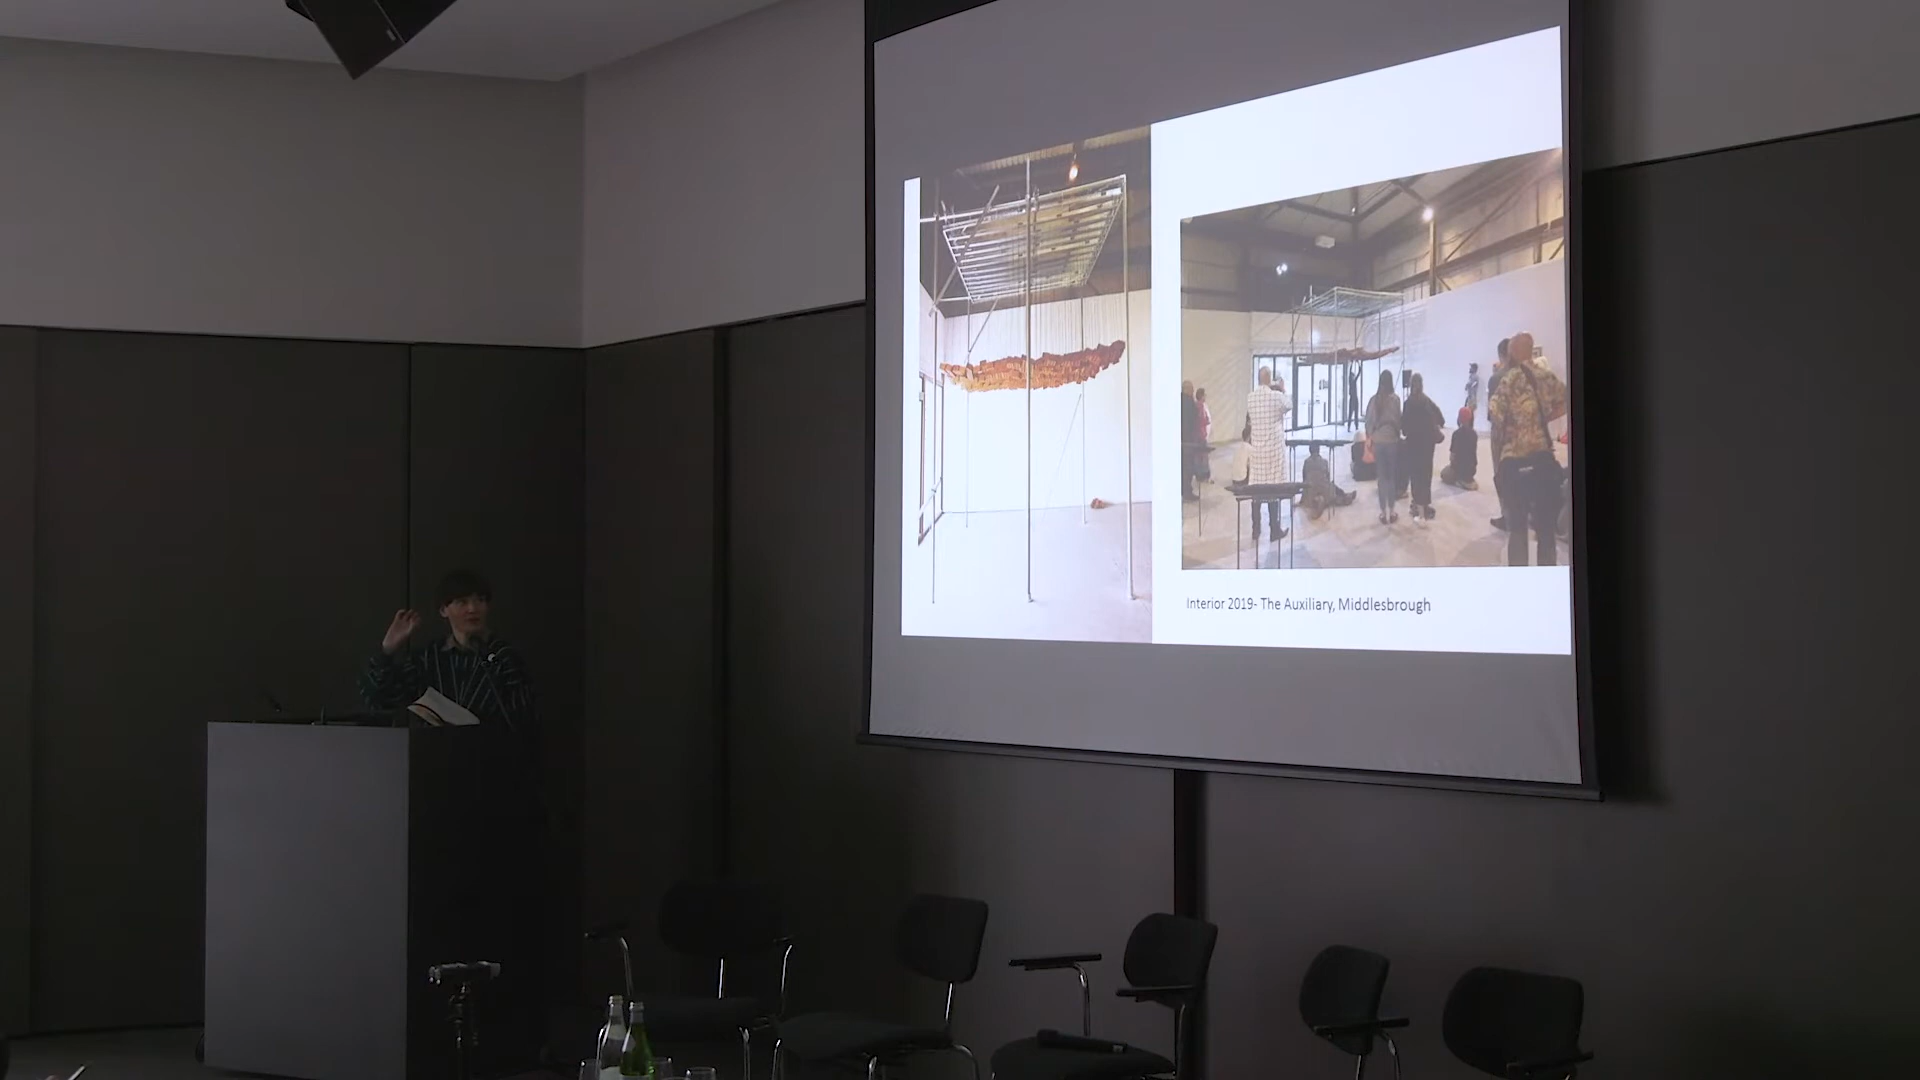 Interior 2019- The Auxiliary, Middlesbrough